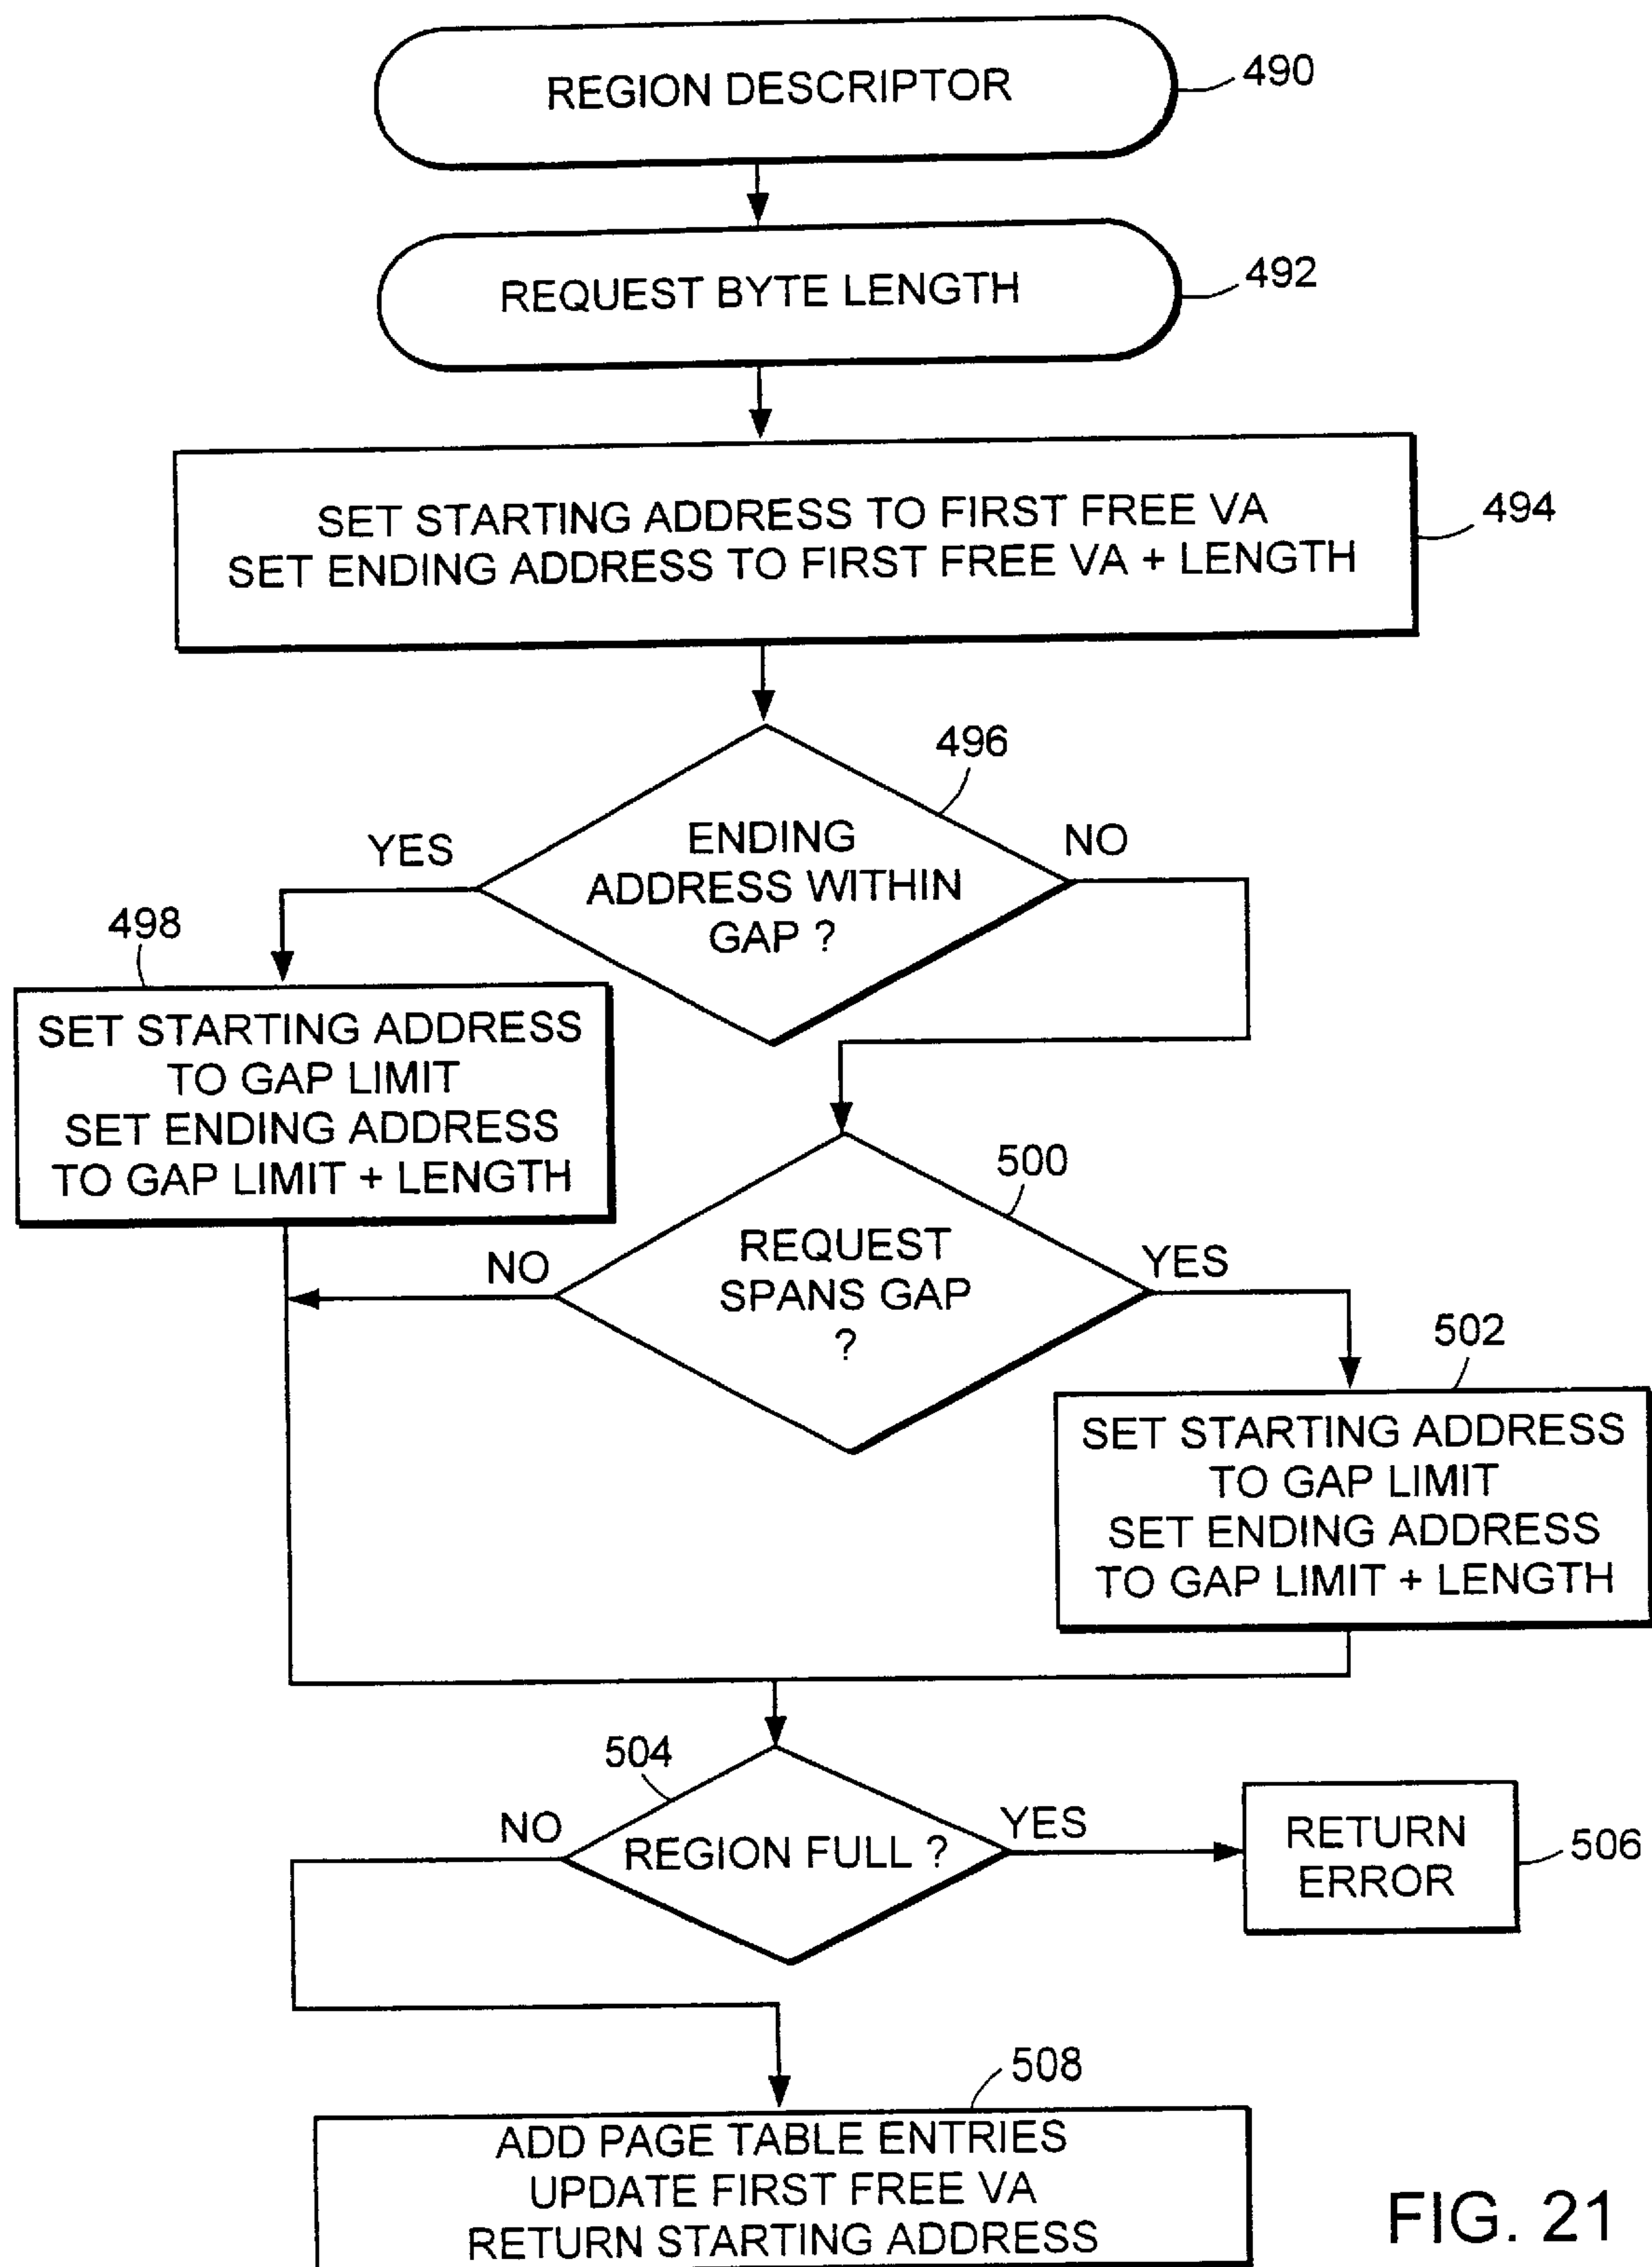 REGION DESCRIPTOR
490
REQUEST BYTE LENGTH
492
SET STARTING ADDRESS TO FIRST FREE VA
SET ENDING ADDRESS TO FIRST FREE VA + LENGTH
494
496
YES
ENDING
ADDRESS WITHIN
GAP ?
NO
498
SET STARTING ADDRESS
TO GAP LIMIT
SET ENDING ADDRESS
TO GAP LIMIT + LENGTH
500
NO
REQUEST
SPANS GAP
?
YES
502
SET STARTING ADDRESS
TO GAP LIMIT
SET ENDING ADDRESS
TO GAP LIMIT + LENGTH
504
NO
REGION FULL ?
YES
RETURN
ERROR
506
508
ADD PAGE TABLE ENTRIES
UPDATE FIRST FREE VA
RETURN STARTING ADDRESS
FIG. 21